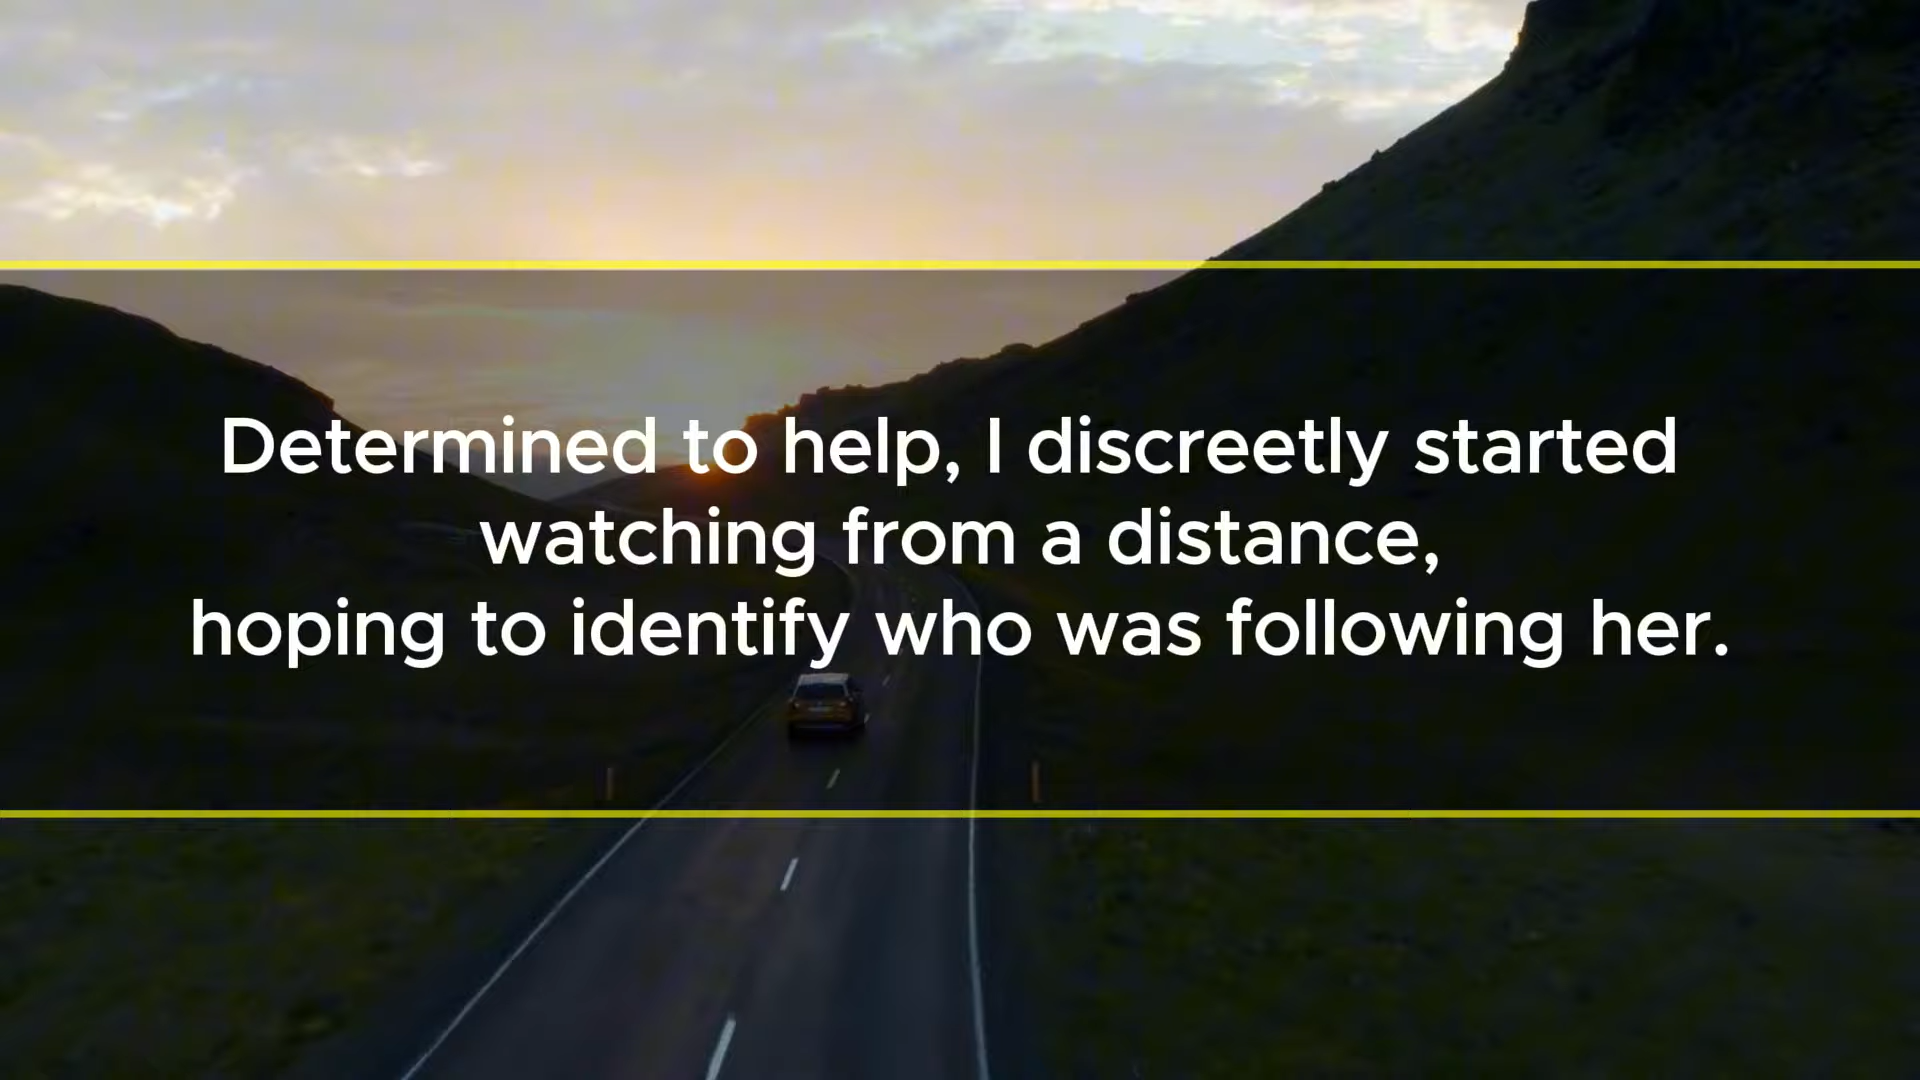 Determined to help, I discreetly started
watching from a distance,
hoping to identify who was following her.